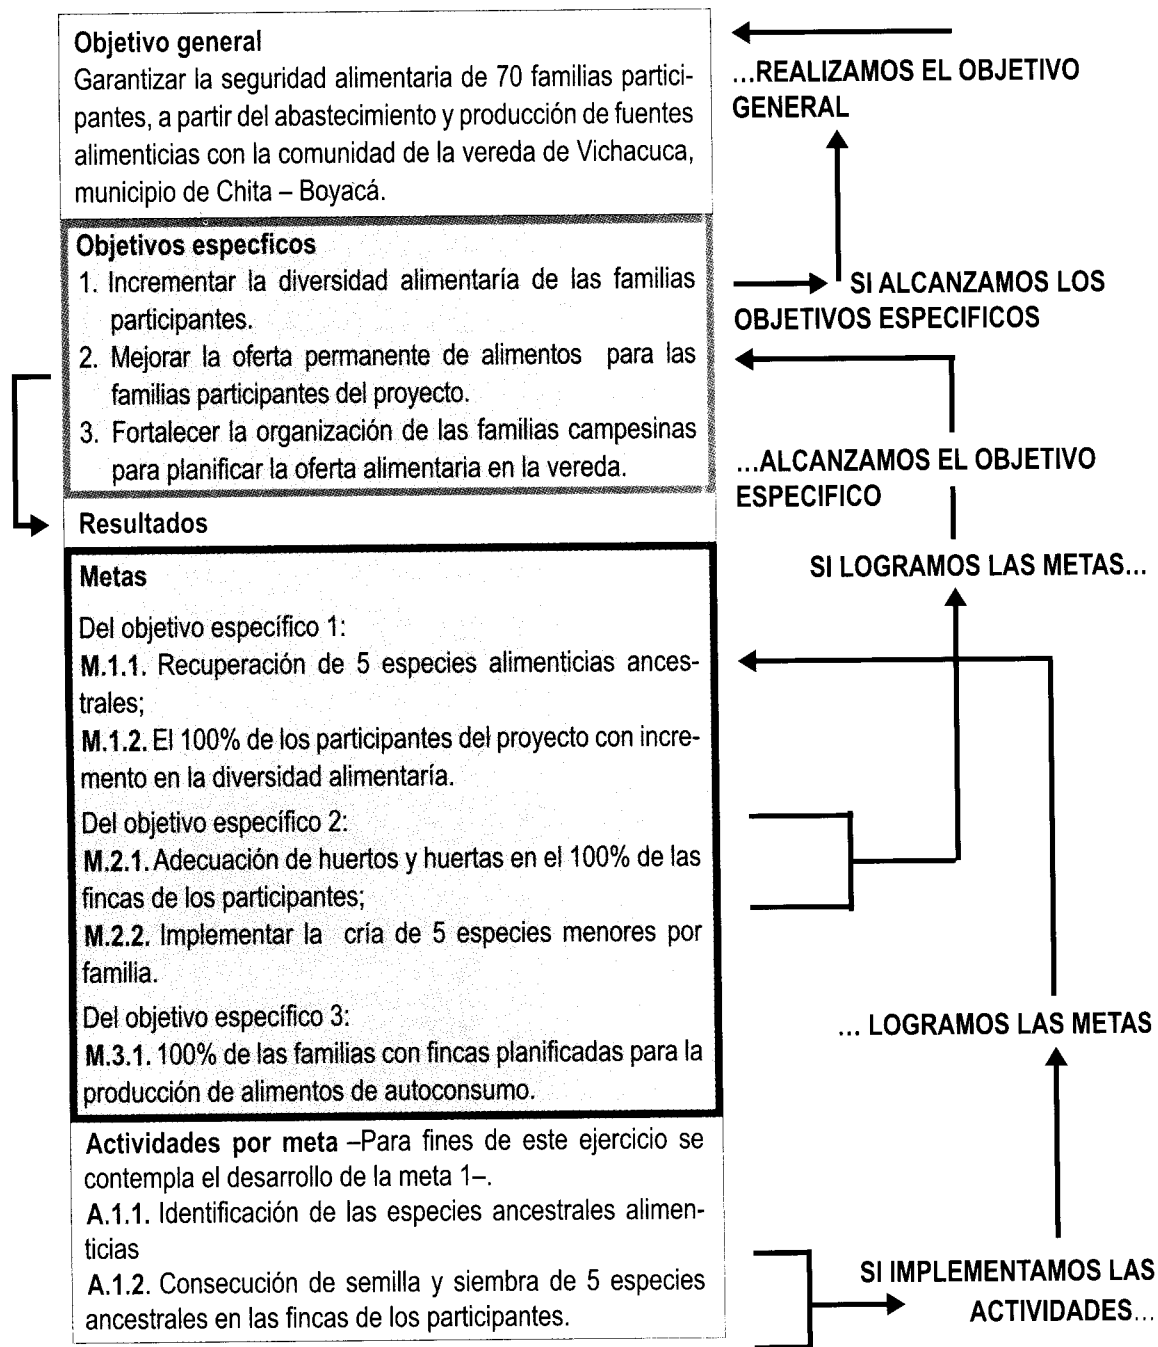 Objetivo general
Garantizar la seguridad alimentaria de 70 familias partici-
pantes, a partir del abastecimiento y producción de fuentes
alimenticias con la comunidad de la vereda de Vichacuca,
municipio de Chita – Boyacá.
Objetivos especficos
1. Incrementar la diversidad alimentaría de las familias
participantes.
2. Mejorar la oferta permanente de alimentos para las
familias participantes del proyecto.
3. Fortalecer la organización de las familias campesinas
para planificar la oferta alimentaria en la vereda.
Resultados
Metas
Del objetivo específico 1:
M.1.1. Recuperación de 5 especies alimenticias ances-
trales;
M.1.2. El 100% de los participantes del proyecto con incre-
mento en la diversidad alimentaría.
Del objetivo específico 2:
M.2.1. Adecuación de huertos y huertas en el 100% de las
fincas de los participantes;
M.2.2. Implementar la cría de 5 especies menores por
familia.
Del objetivo específico 3:
M.3.1. 100% de las familias con fincas planificadas para la
producción de alimentos de autoconsumo.
Actividades por meta –Para fines de este ejercicio se
contempla el desarrollo de la meta 1–.
A.1.1. Identificación de las especies ancestrales alimen-
ticias
A.1.2. Consecución de semilla y siembra de 5 especies
ancestrales en las fincas de los participantes.
...REALIZAMOS EL OBJETIVO
GENERAL
SI ALCANZAMOS LOS
OBJETIVOS ESPECIFICOS
...ALCANZAMOS EL OBJETIVO
ESPECIFICO
SI LOGRAMOS LAS METAS...
... LOGRAMOS LAS METAS
SI IMPLEMENTAMOS LAS
ACTIVIDADES...